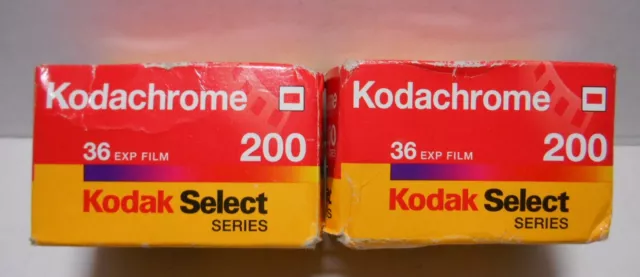 Kodachrome
36 EXP FILM 200
Kodak Select
SERIES
Kodachrome
36 EXP FILM 200
Kodak Select
SERIES